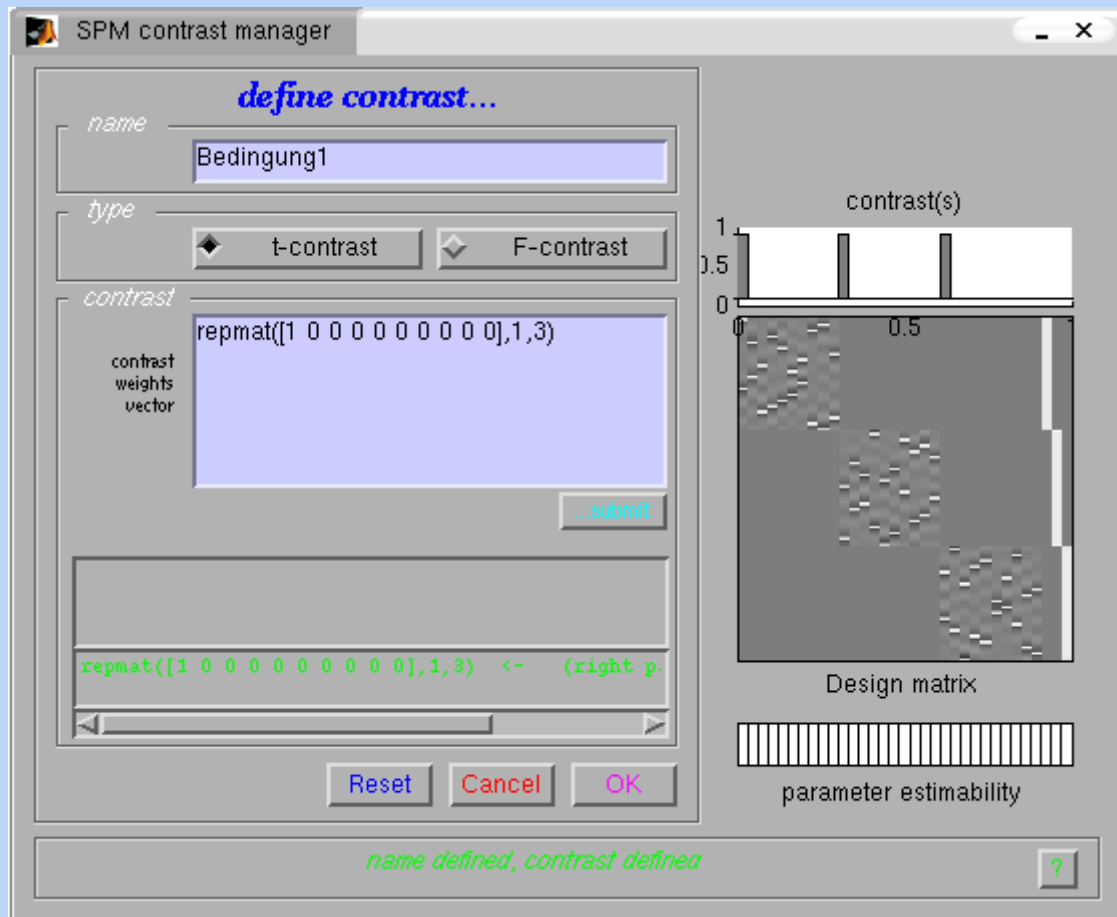 SPM contrast manager
define contrast...
name
Bedingung1
type
t-contrast
F-contrast
contrast
contrast
weights
vector
repmat([1 0 0 0 0 0 0 0 0 0],1,3)
...submit
repmat([1 0 0 0 0 0 0 0 0 0],1,3) <- (right p
Reset
Cancel
OK
name defined, contrast defined
?
contrast(s)
1
0.5
0
0
0.5
1
Design matrix
parameter estimability